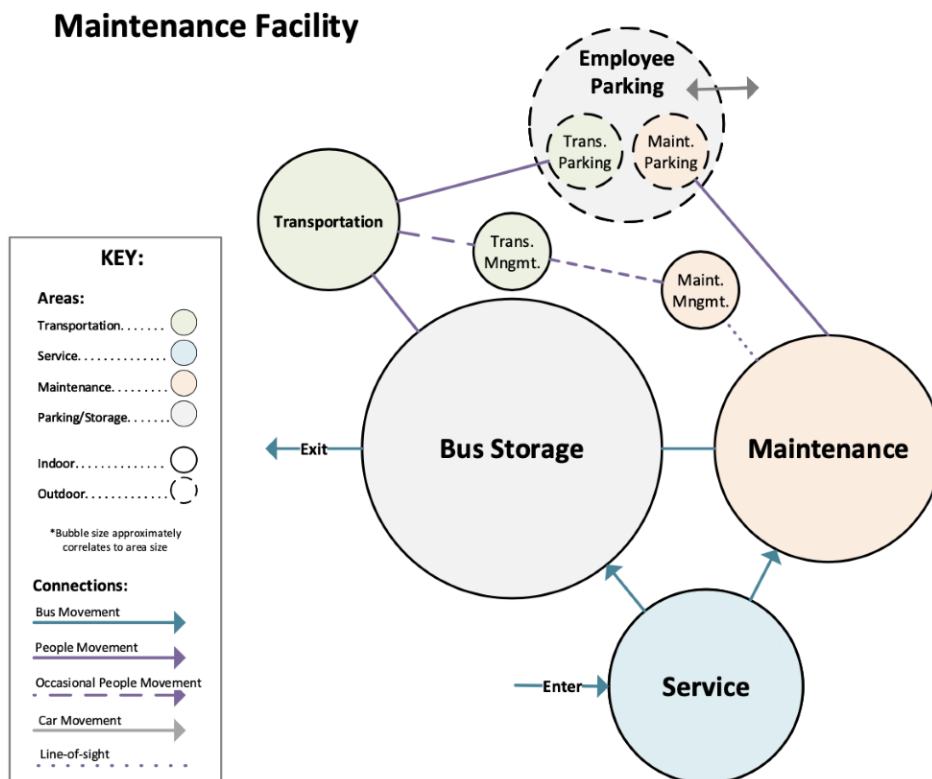 Maintenance Facility
Employee
Parking
Trans.
Parking
Maint.
Parking
Transportation
Trans.
Mngmt.
Maint.
Mngmt.
Bus Storage
Maintenance
Exit
Enter
Service
KEY:
Areas:
Transportation.......
Service.............
Maintenance..........
Parking/Storage.......
Indoor...............
Outdoor.............
*Bubble size approximately
correlates to area size
Connections:
Bus Movement
People Movement
Occasional People Movement
Car Movement
Line-of-sight